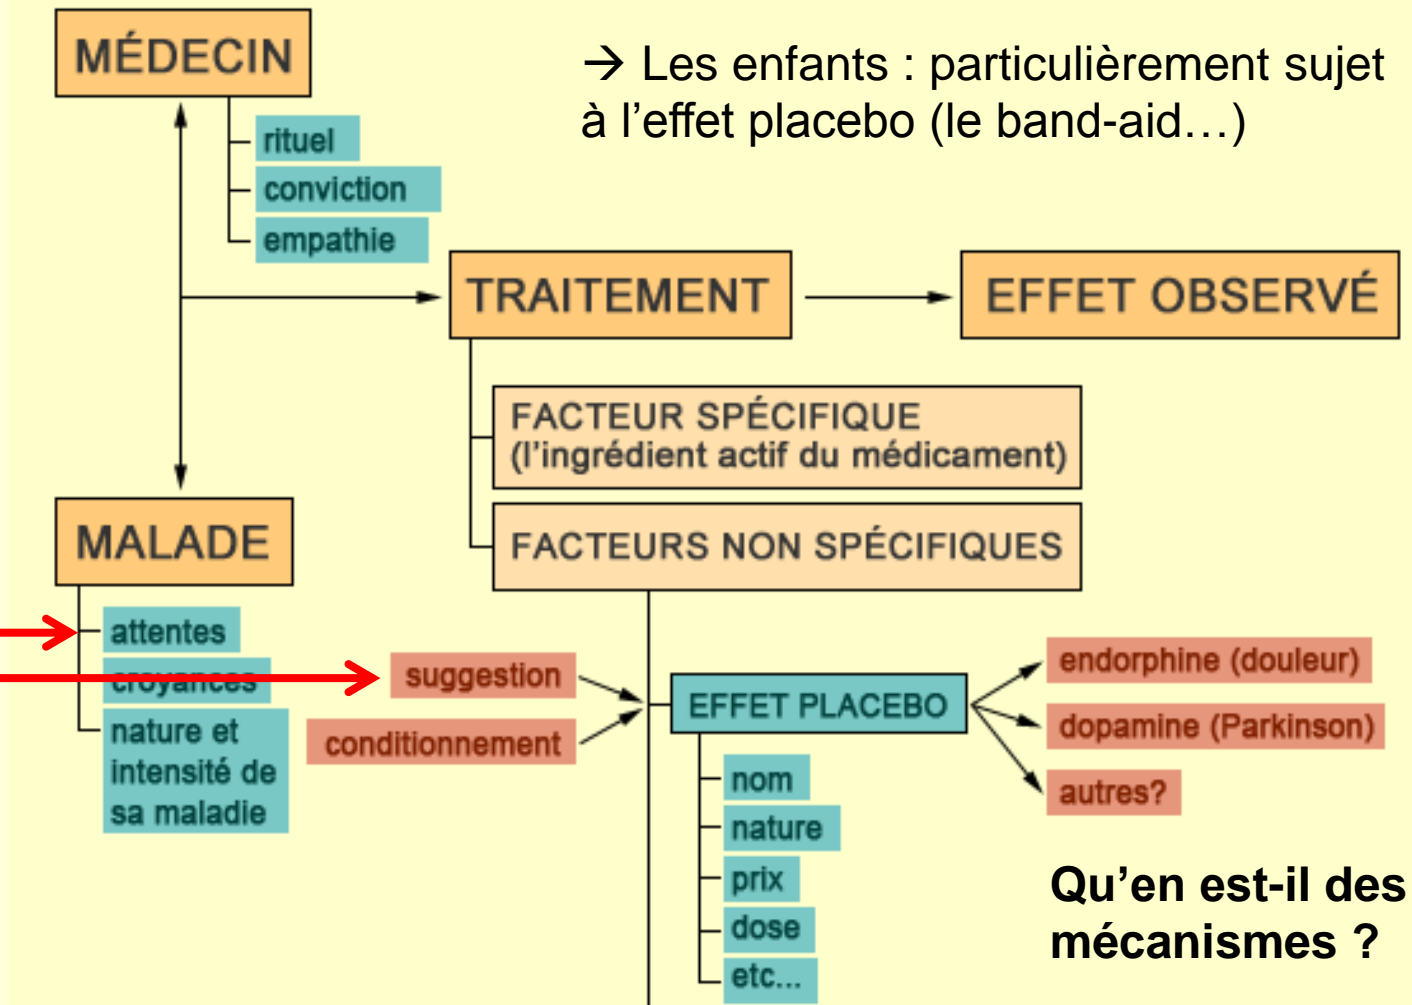 MÉDECIN
→ Les enfants : particulièrement sujet
à l’effet placebo (le band-aid…)
rituel
conviction
empathie
TRAITEMENT
EFFET OBSERVÉ
FACTEUR SPÉCIFIQUE
(l'ingrédient actif du médicament)
MALADE
FACTEURS NON SPÉCIFIQUES
attentes
croyances
nature et
intensité de
sa maladie
suggestion
conditionnement
EFFET PLACEBO
endorphine (douleur)
dopamine (Parkinson)
autres?
nom
nature
prix
dose
etc...
Qu’en est-il des
mécanismes ?